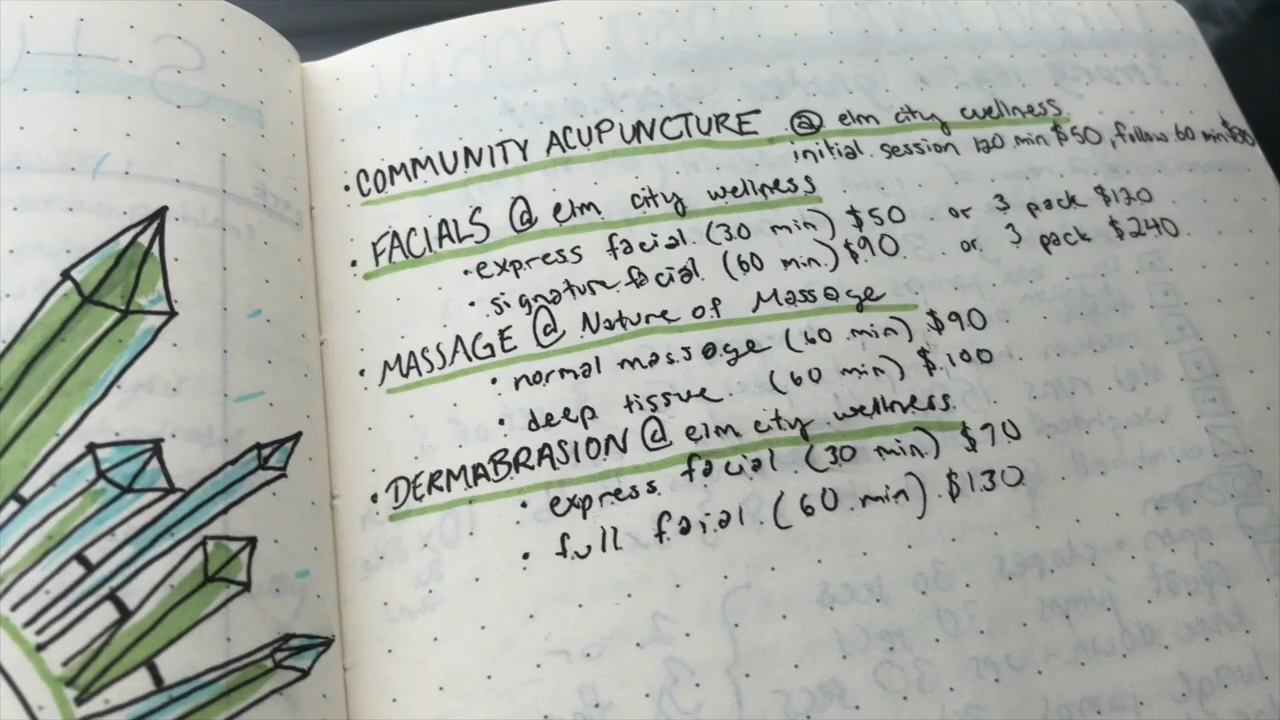 • COMMUNITY ACUPUNCTURE @ elm city wellness
initial session 120 min $50, follow 60 min
• FACIALS @ elm city wellness
• express facial (30 min) $50 or 3 pack $120
• signature facial (60 min) $90 or 3 pack $240
• MASSAGE @ Nature of Massage
• normal massage (60 min) $90
• deep tissue (60 min) $100
• DERMABRASION @ elm city wellness
• express facial (30 min) $70
• full facial (60 min) $130